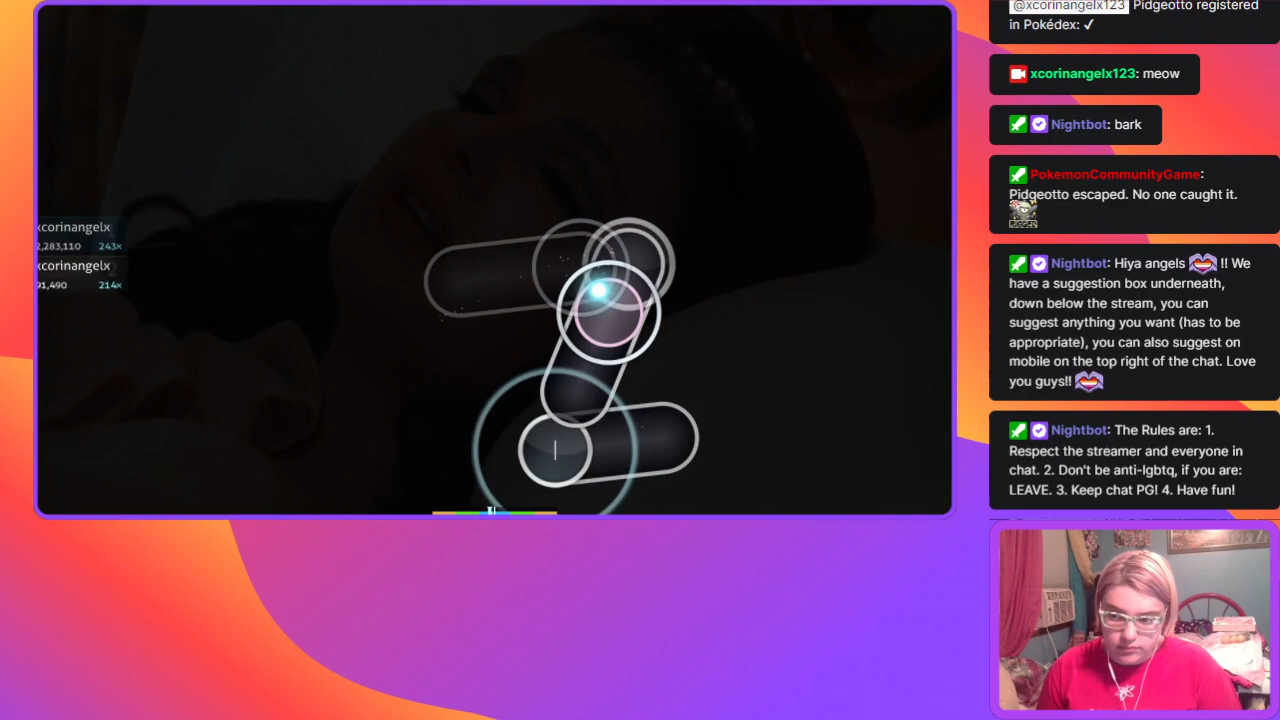 @xcorinangelx123 Pidgeotto registered
in Pokédex: ✓
xcorinangelx123: meow
Nightbot: bark
PokemonCommunityGame:
Pidgeotto escaped. No one caught it.
Nightbot: Hiya angels !! We
have a suggestion box underneath,
down below the stream, you can
suggest anything you want (has to be
appropriate), you can also suggest on
mobile on the top right of the chat. Love
you guys!!
Nightbot: The Rules are: 1.
Respect the streamer and everyone in
chat. 2. Don't be anti-lgbtq, if you are:
LEAVE. 3. Keep chat PG! 4. Have fun!
xcorinangelx
2,283,110 243x
xcorinangelx
91,490 214x